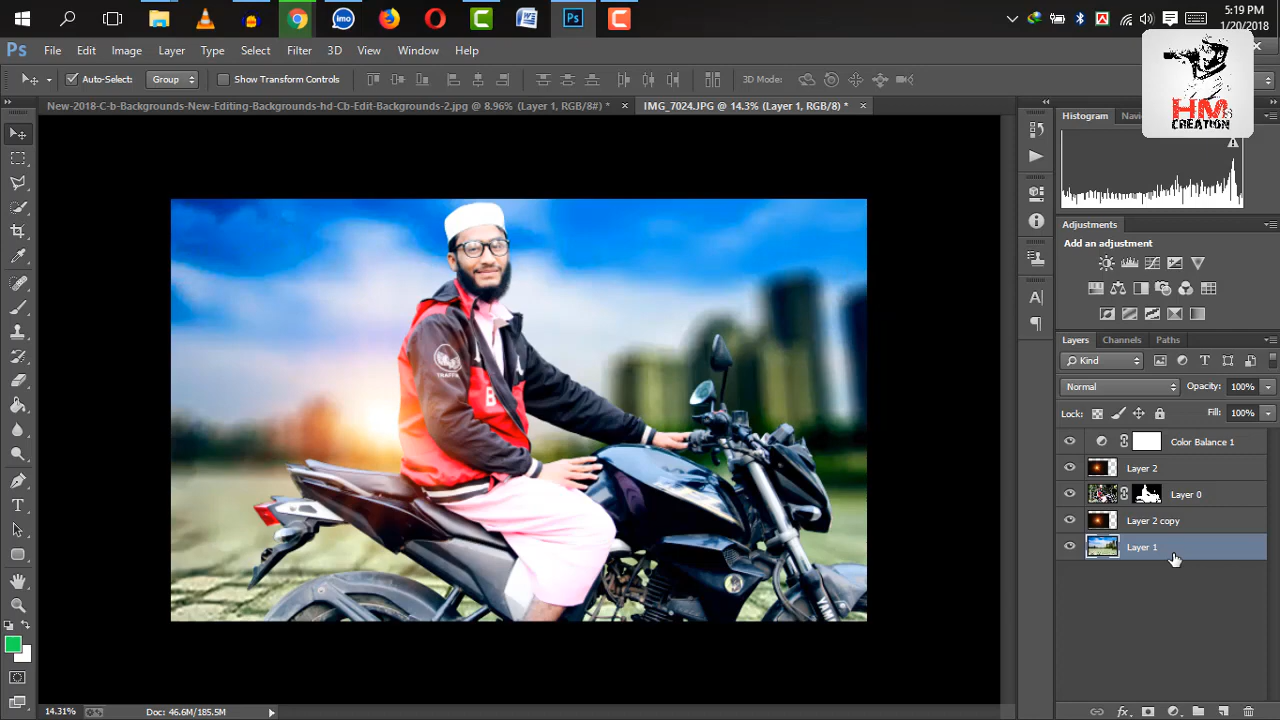 imo
W
Ps
5:19 PM
1/20/2018
HM
CREATION
Ps File Edit Image Layer Type Select Filter 3D View Window Help
Auto-Select: Group Show Transform Controls 3D Mode:
New-2018-C-b-Backgrounds-New-Editing-Backgrounds-hd-Cb-Edit-Backgrounds-2.jpg @ 8.96% (Layer 1, RGB/8#) * × IMG_7024.JPG @ 14.3% (Layer 1, RGB/8) * ×
Histogram
Adjustments
Add an adjustment
Layers Channels Paths
Kind
Normal Opacity: 100%
Lock: Fill: 100%
Color Balance 1
Layer 2
Layer 0
Layer 2 copy
Layer 1
B
14.31% Doc: 46.6M/185.5M